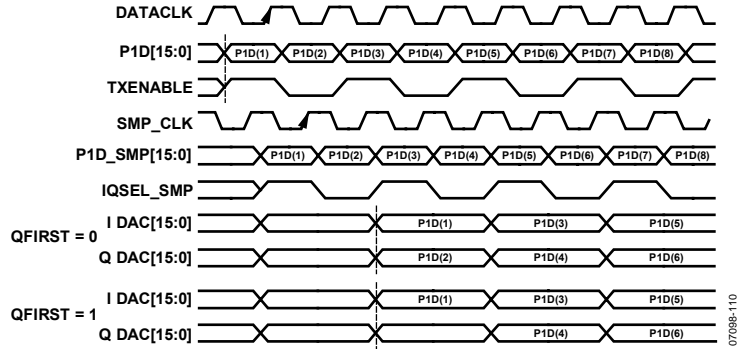 DATACLK
P1D[15:0] P1D(1) P1D(2) P1D(3) P1D(4) P1D(5) P1D(6) P1D(7) P1D(8)
TXENABLE
SMP_CLK
P1D_SMP[15:0] P1D(1) P1D(2) P1D(3) P1D(4) P1D(5) P1D(6) P1D(7) P1D(8)
IQSEL_SMP
QFIRST = 0
I DAC[15:0] P1D(1) P1D(3) P1D(5)
Q DAC[15:0] P1D(2) P1D(4) P1D(6)
QFIRST = 1
I DAC[15:0] P1D(1) P1D(3) P1D(5)
Q DAC[15:0] P1D(4) P1D(6)
07098-110